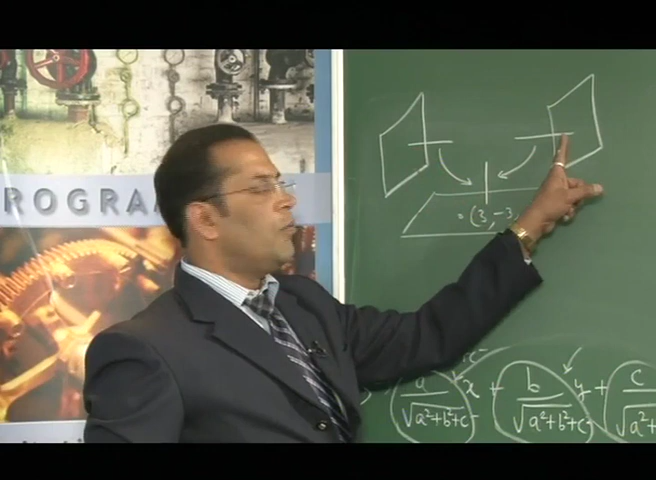 ROGRA
= (3, -3
a/√a²+b²+c² x + b/√a²+b²+c² y + c/√a²+